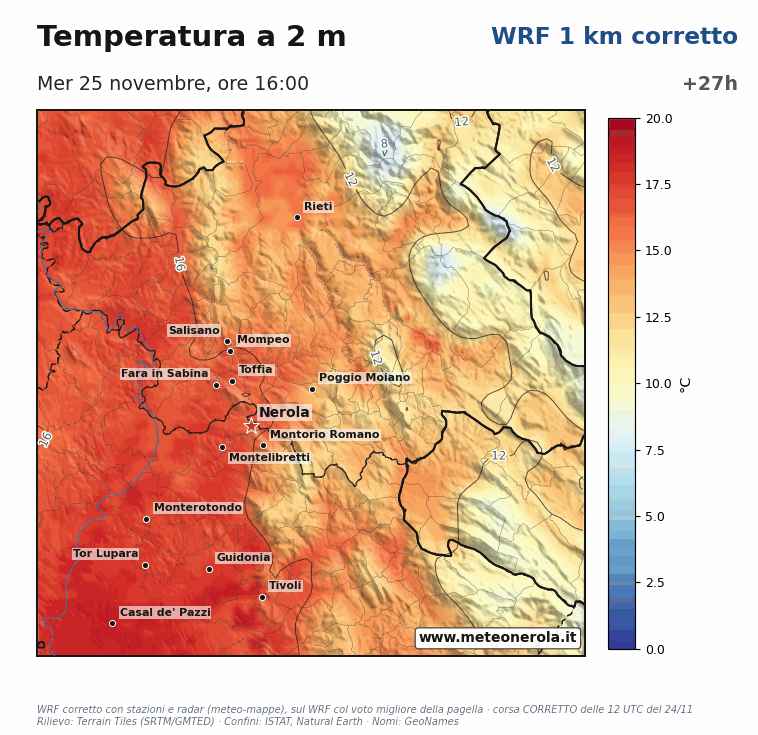 Temperatura a 2 m
WRF 1 km corretto
Mer 25 novembre, ore 16:00
+27h
12
8
12
12
20.0
17.5
15.0
12.5
10.0
7.5
5.0
2.5
0.0
°C
Rieti
16
Salisano
Mompeo
12
Fara in Sabina
Toffia
Poggio Moiano
Nerola
16
Montorio Romano
Montelibretti
12
Monterotondo
Tor Lupara
Guidonia
Tivoli
Casal de' Pazzi
www.meteonerola.it
WRF corretto con stazioni e radar (meteo-mappe), sul WRF col voto migliore della pagella · corsa CORRETTO delle 12 UTC del 24/11
Rilievo: Terrain Tiles (SRTM/GMTED) · Confini: ISTAT, Natural Earth · Nomi: GeoNames